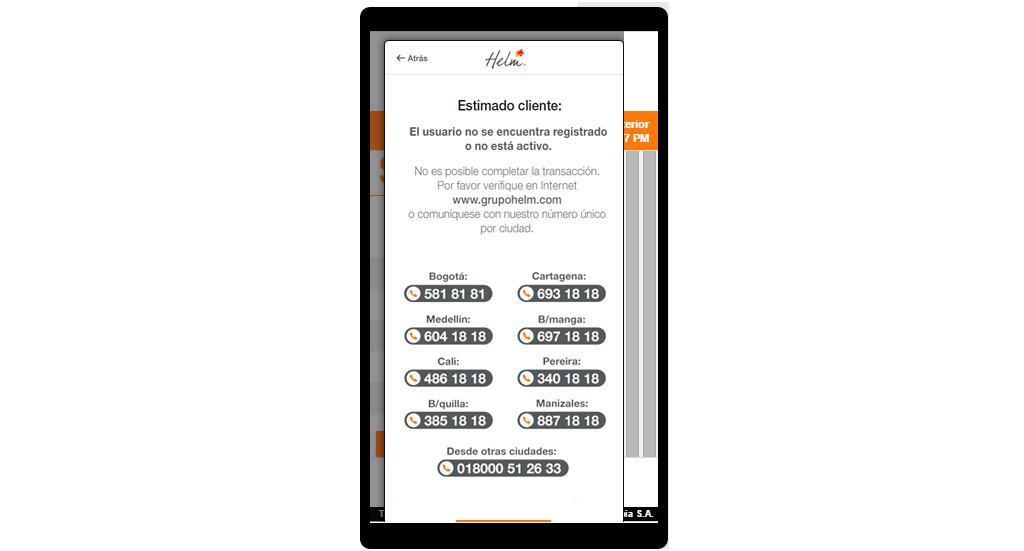 Atrás
Helm.
Estimado cliente:
El usuario no se encuentra registrado
o no está activo.
No es posible completar la transacción.
Por favor verifique en Internet
www.grupohelm.com
o comuníquese con nuestro número único
por ciudad.
terior
7 PM
Bogotá:
581 81 81
Cartagena:
693 18 18
Medellín:
604 18 18
B/manga:
697 18 18
Cali:
486 18 18
Pereira:
340 18 18
B/quilla:
385 18 18
Manizales:
887 18 18
Desde otras ciudades:
018000 51 26 33
S.A.